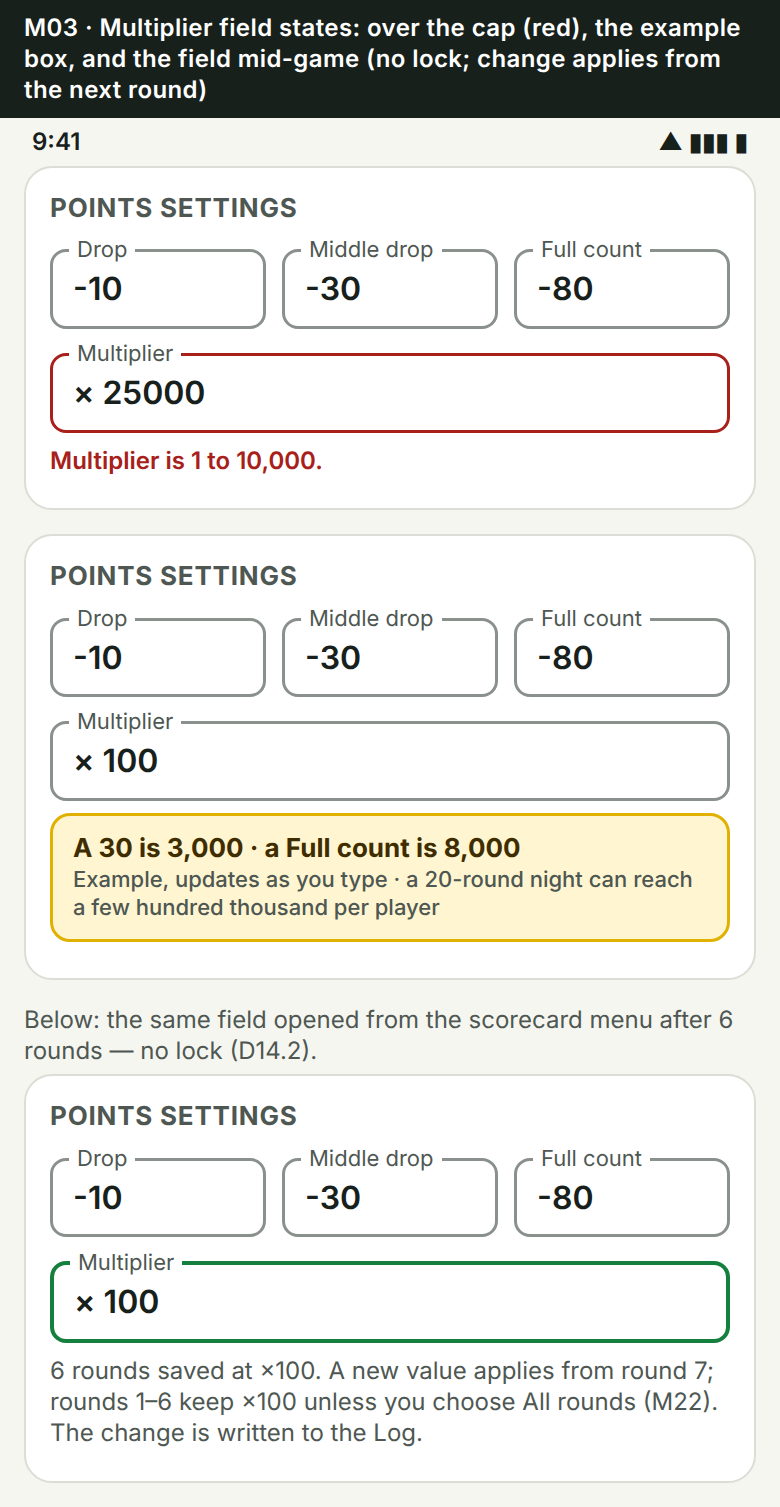 M03 · Multiplier field states: over the cap (red), the example
box, and the field mid-game (no lock; change applies from
the next round)
9:41
POINTS SETTINGS
Drop Middle drop Full count
-10 -30 -80
Multiplier
× 25000
Multiplier is 1 to 10,000.
POINTS SETTINGS
Drop Middle drop Full count
-10 -30 -80
Multiplier
× 100
A 30 is 3,000 · a Full count is 8,000
Example, updates as you type · a 20-round night can reach
a few hundred thousand per player
Below: the same field opened from the scorecard menu after 6
rounds — no lock (D14.2).
POINTS SETTINGS
Drop Middle drop Full count
-10 -30 -80
Multiplier
× 100
6 rounds saved at ×100. A new value applies from round 7;
rounds 1–6 keep ×100 unless you choose All rounds (M22).
The change is written to the Log.